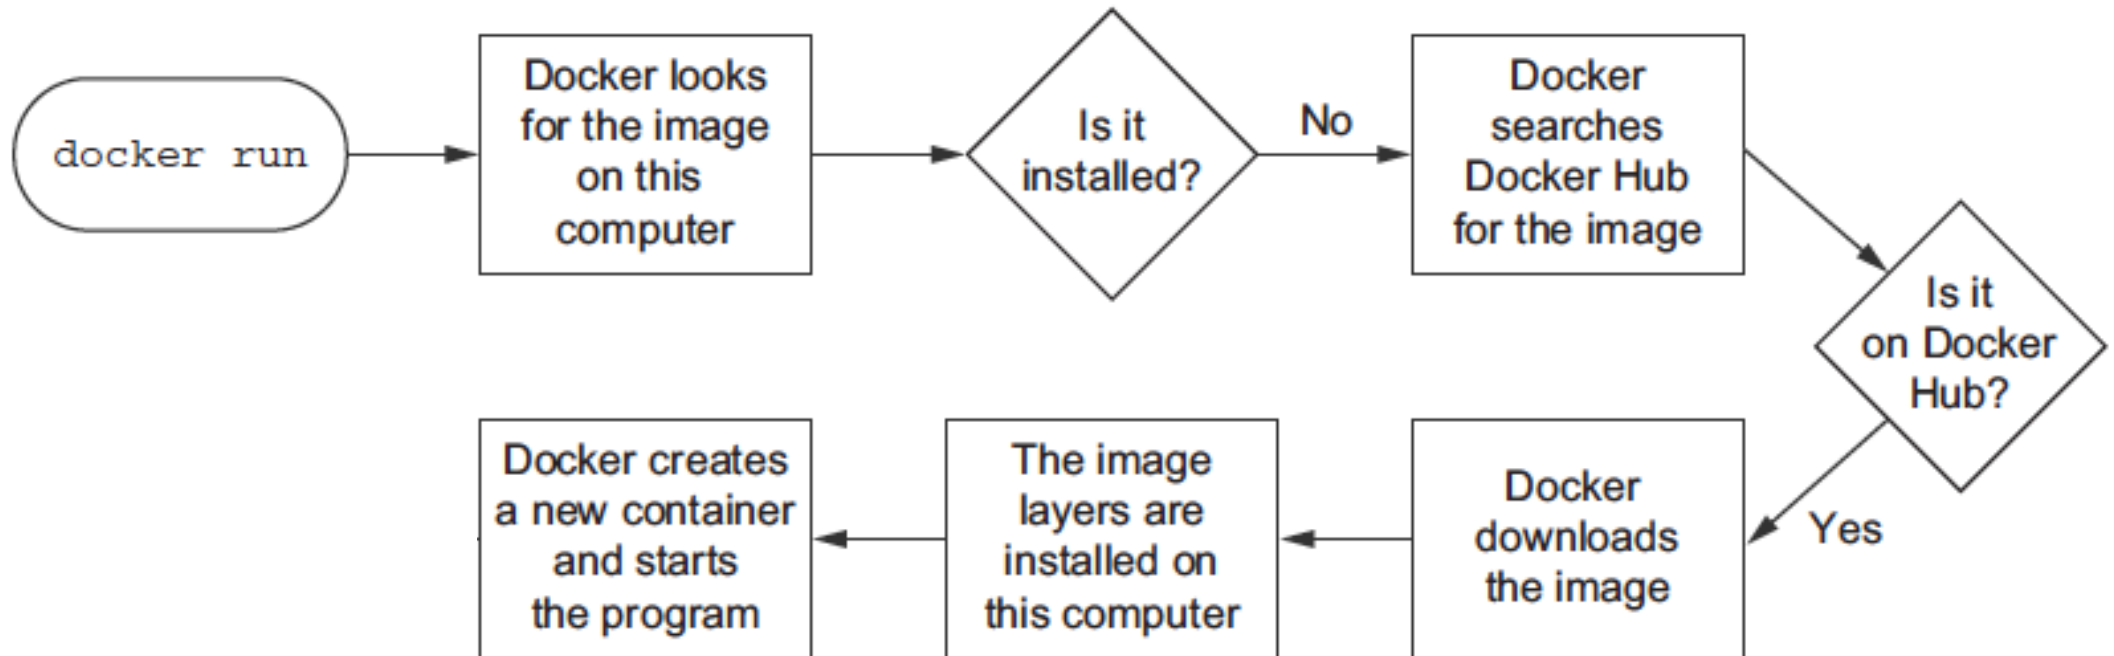 docker run
Docker looks
for the image
on this
computer
Is it
installed?
No
Docker
searches
Docker Hub
for the image
Is it
on Docker
Hub?
Yes
Docker
downloads
the image
The image
layers are
installed on
this computer
Docker creates
a new container
and starts
the program